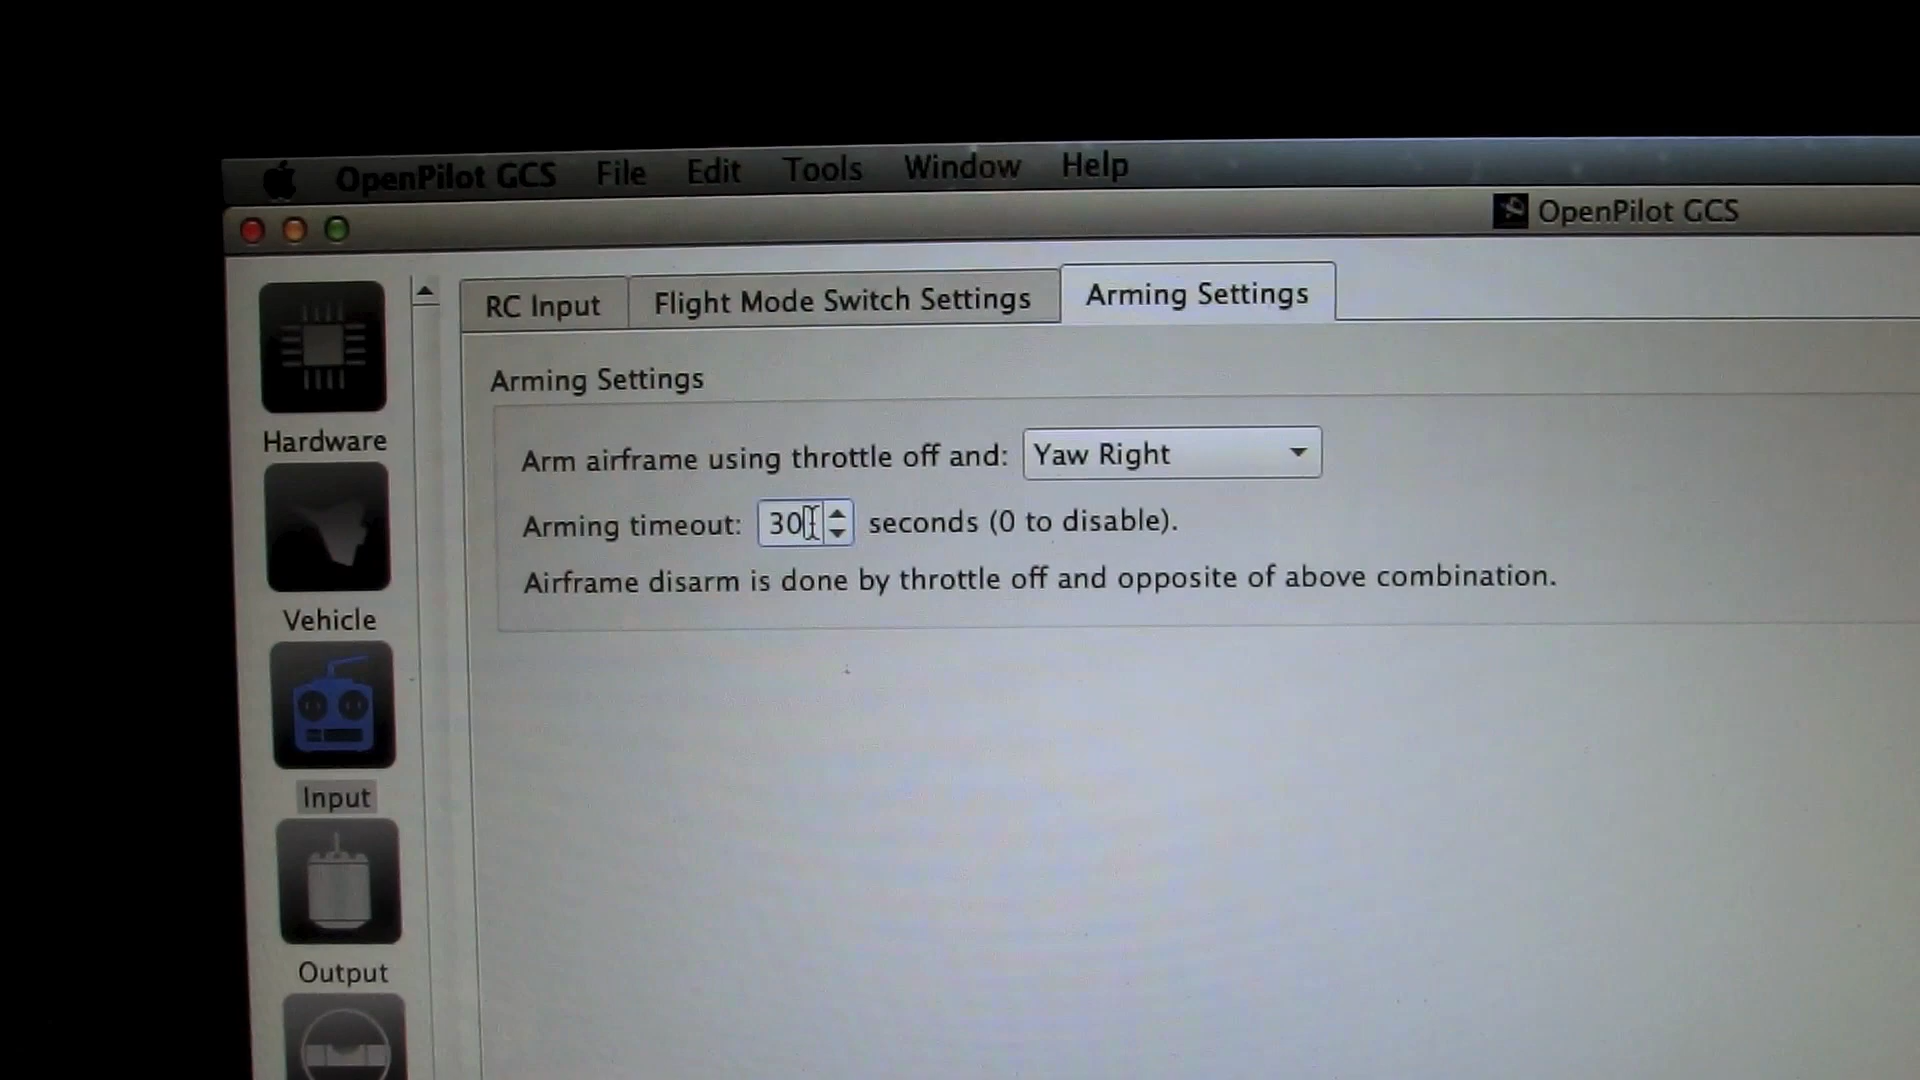 OpenPilot GCS File Edit Tools Window Help
OpenPilot GCS
RC Input Flight Mode Switch Settings Arming Settings
Arming Settings
Hardware
Arm airframe using throttle off and: Yaw Right
Arming timeout: 30 seconds (0 to disable).
Airframe disarm is done by throttle off and opposite of above combination.
Vehicle
Input
Output